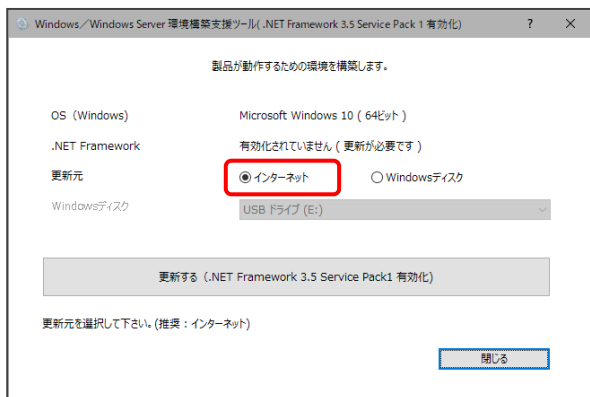 Windows／Windows Server 環境構築支援ツール( .NET Framework 3.5 Service Pack 1 有効化)
製品が動作するための環境を構築します。
OS（Windows) Microsoft Windows 10 ( 64ビット )
.NET Framework 有効化されていません ( 更新が必要です )
更新元 インターネット Windowsディスク
Windowsディスク USB ドライブ (E:)
更新する（.NET Framework 3.5 Service Pack1 有効化)
更新元を選択して下さい。(推奨：インターネット)
閉じる